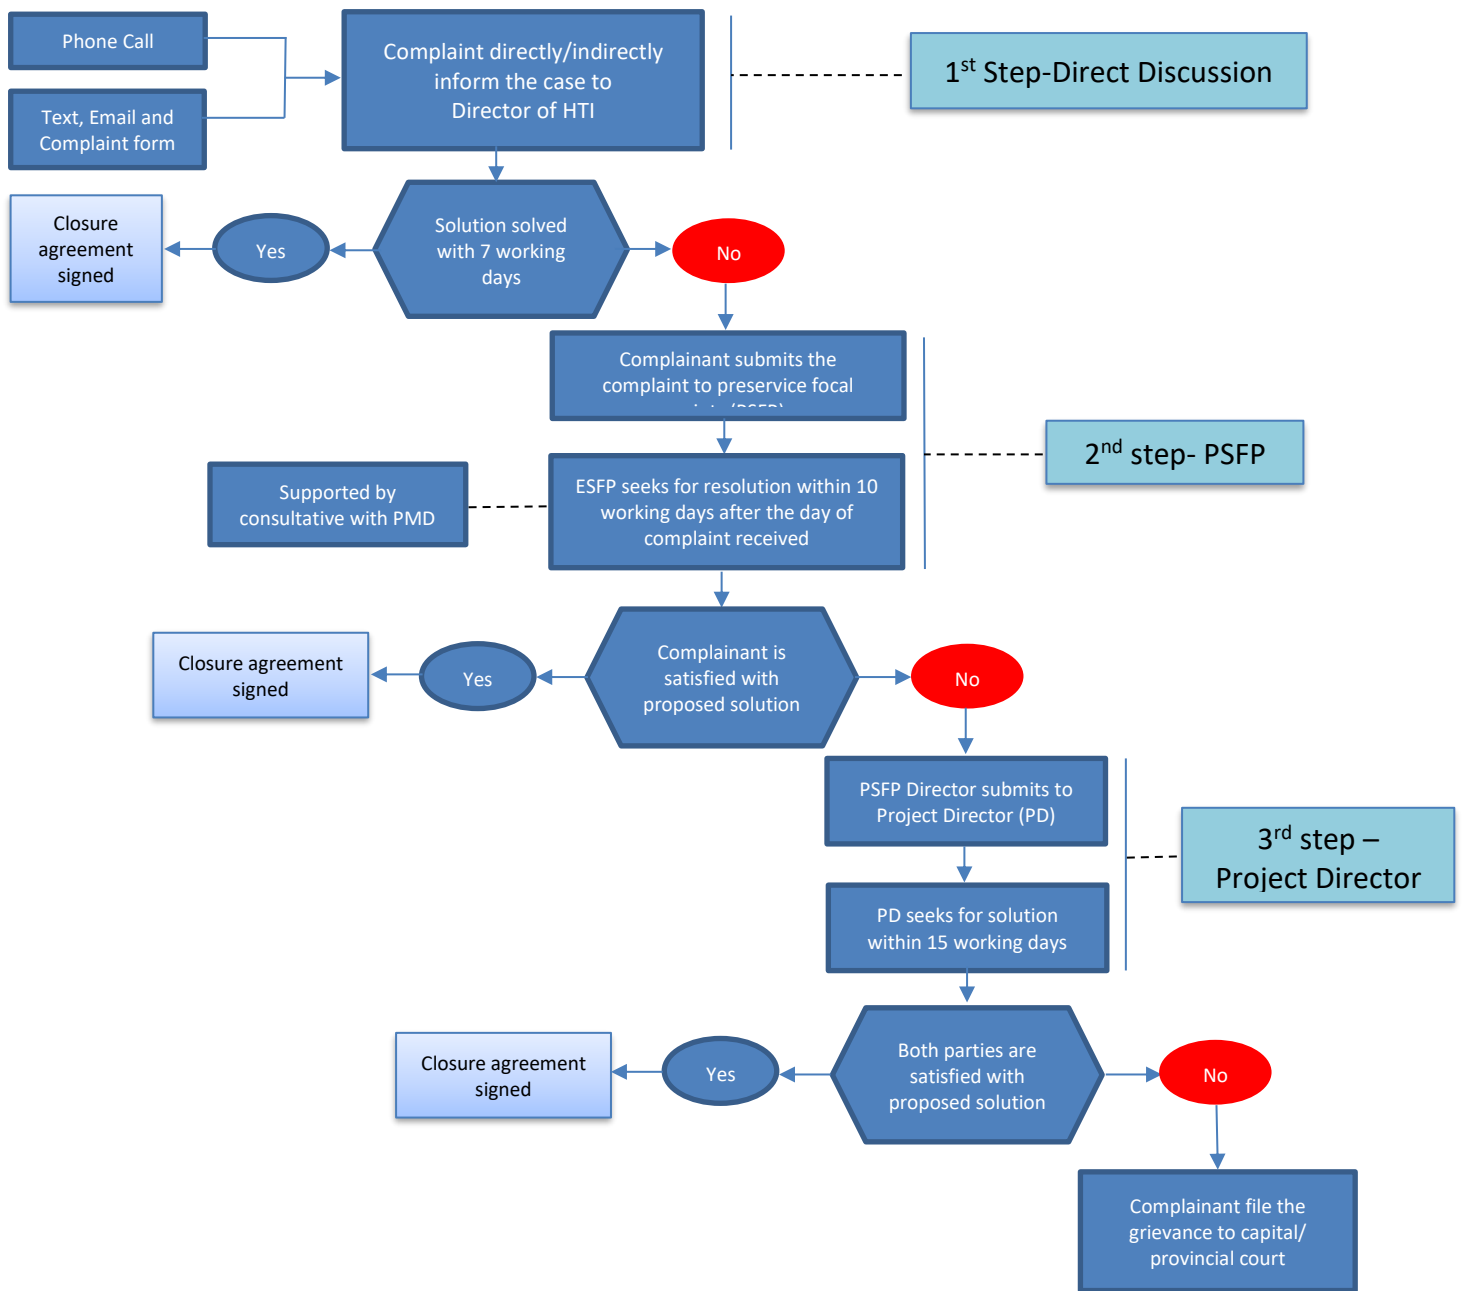 Phone Call
Complaint directly/indirectly
inform the case to
Director of HTI
1st Step-Direct Discussion
Text, Email and
Complaint form
Closure
agreement
signed
Yes
Solution solved
with 7 working
days
No
Complainant submits the
complaint to preservice focal
(PSFP)
2nd step- PSFP
Supported by
consultative with PMD
ESFP seeks for resolution within 10
working days after the day of
complaint received
Closure agreement
signed
Yes
Complainant is
satisfied with
proposed solution
No
PSFP Director submits to
Project Director (PD)
3rd step –
Project Director
PD seeks for solution
within 15 working days
Closure agreement
signed
Yes
Both parties are
satisfied with
proposed solution
No
Complainant file the
grievance to capital/
provincial court